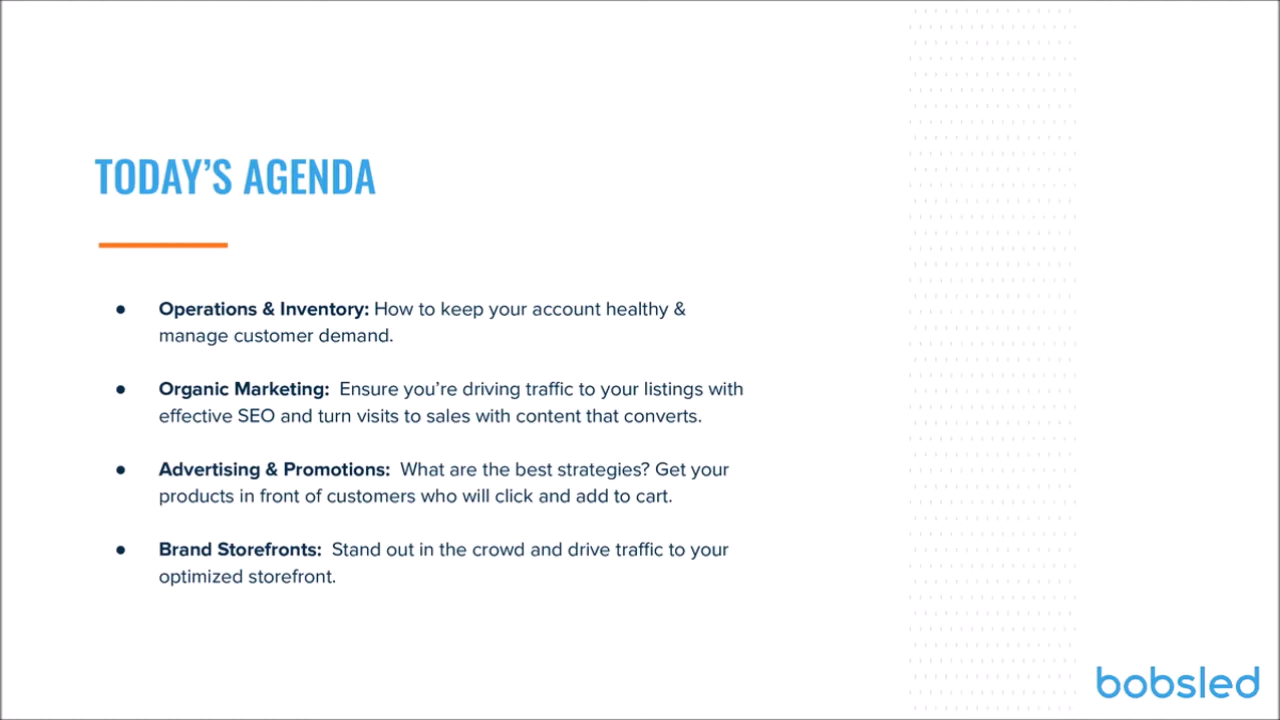 TODAY’S AGENDA
● Operations & Inventory: How to keep your account healthy &
manage customer demand.
● Organic Marketing:  Ensure you’re driving traffic to your listings with
effective SEO and turn visits to sales with content that converts.
● Advertising & Promotions:  What are the best strategies? Get your
products in front of customers who will click and add to cart.
● Brand Storefronts:  Stand out in the crowd and drive traffic to your
optimized storefront.
bobsled